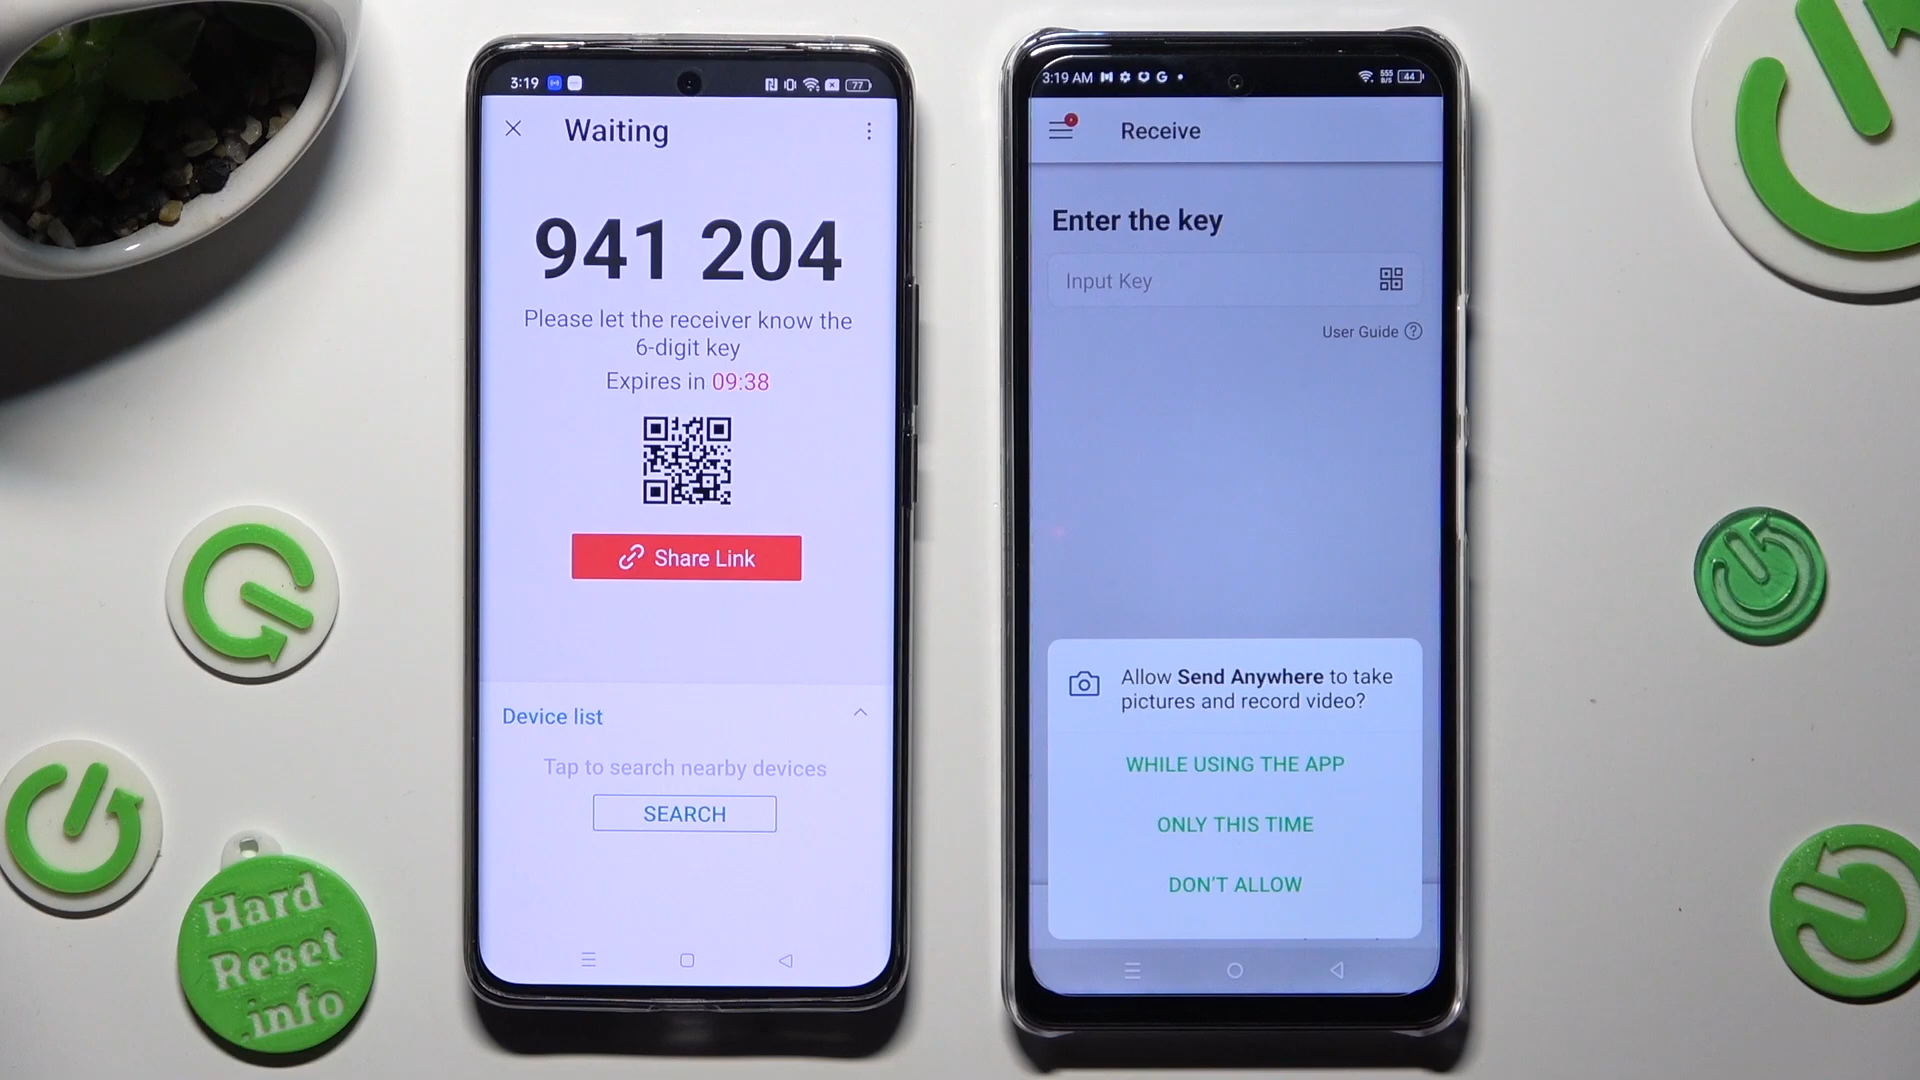 3:19
77
Waiting
941 204
Please let the receiver know the
6-digit key
Expires in 09:38
Share Link
Device list
Tap to search nearby devices
SEARCH
3:19 AM
G
555
B/S
44
Receive
Enter the key
Input Key
User Guide ?
Allow Send Anywhere to take
pictures and record video?
WHILE USING THE APP
ONLY THIS TIME
DON'T ALLOW
Hard
Reset
.info